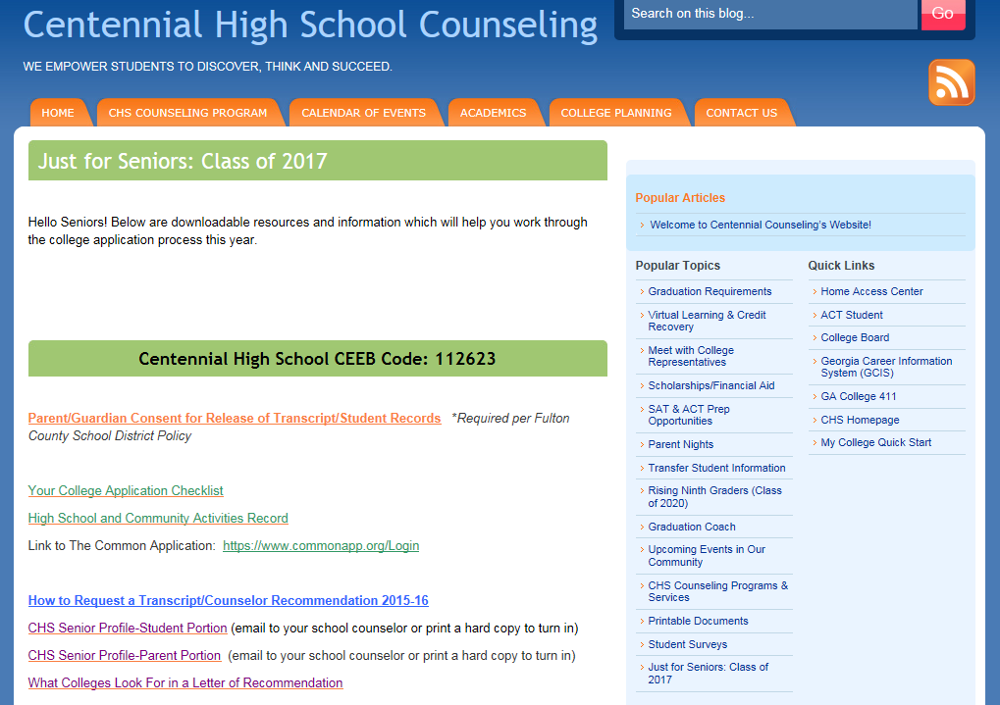 Centennial High School Counseling
Search on this blog...
Go
WE EMPOWER STUDENTS TO DISCOVER, THINK AND SUCCEED.
HOME
CHS COUNSELING PROGRAM
CALENDAR OF EVENTS
ACADEMICS
COLLEGE PLANNING
CONTACT US
Just for Seniors: Class of 2017
Hello Seniors! Below are downloadable resources and information which will help you work through
the college application process this year.
Centennial High School CEEB Code: 112623
Parent/Guardian Consent for Release of Transcript/Student Records *Required per Fulton
County School District Policy
Your College Application Checklist
High School and Community Activities Record
Link to The Common Application: https://www.commonapp.org/Login
How to Request a Transcript/Counselor Recommendation 2015-16
CHS Senior Profile-Student Portion (email to your school counselor or print a hard copy to turn in)
CHS Senior Profile-Parent Portion (email to your school counselor or print a hard copy to turn in)
What Colleges Look For in a Letter of Recommendation
Popular Articles
Welcome to Centennial Counseling's Website!
Popular Topics
Graduation Requirements
Virtual Learning & Credit
Recovery
Meet with College
Representatives
Scholarships/Financial Aid
SAT & ACT Prep
Opportunities
Parent Nights
Transfer Student Information
Rising Ninth Graders (Class
of 2020)
Graduation Coach
Upcoming Events in Our
Community
CHS Counseling Programs &
Services
Printable Documents
Student Surveys
Just for Seniors: Class of
2017
Quick Links
Home Access Center
ACT Student
College Board
Georgia Career Information
System (GCIS)
GA College 411
CHS Homepage
My College Quick Start